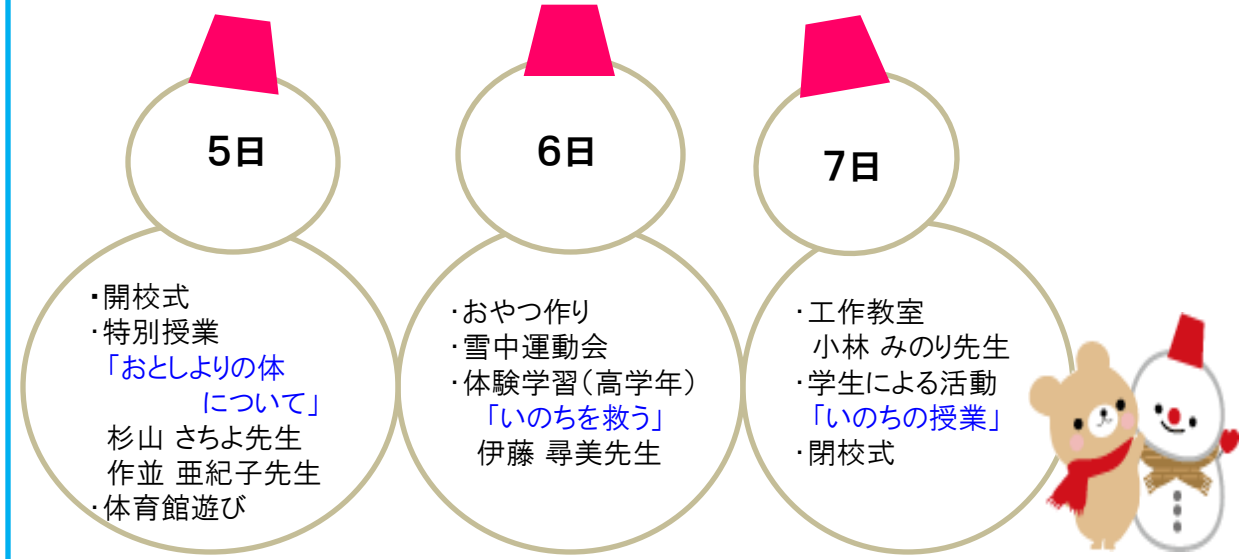 5日
・開校式
・特別授業
「おとしよりの体
について」
杉山 さちよ先生
作並 亜紀子先生
・体育館遊び
6日
・おやつ作り
・雪中運動会
・体験学習（高学年）
「いのちを救う」
伊藤 尋美先生
7日
・工作教室
小林 みのり先生
・学生による活動
「いのちの授業」
・閉校式